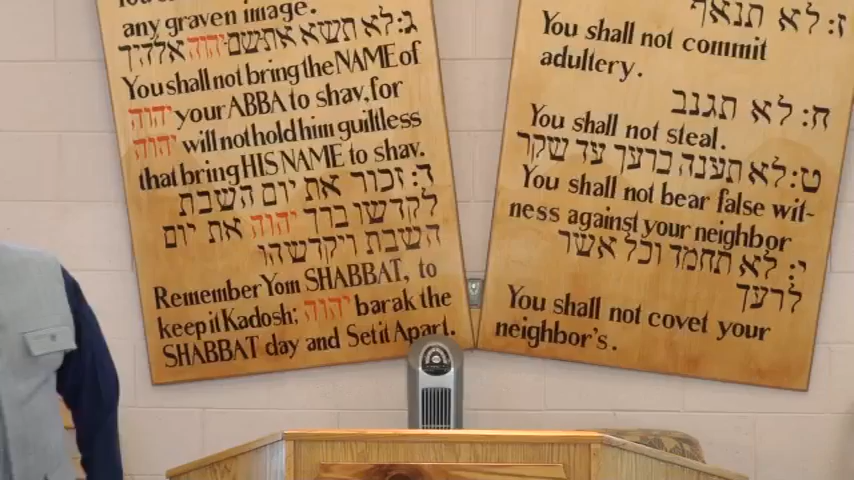 any graven image.
ג: לא תשא את־שם־יהוה אלהיך
You shall not bring the NAME of
יהוה your ABBA to shav, for
יהוה will not hold him guiltless
that bring HIS NAME to shav.
ד: זכור את יום השבת
לקדשו ברך יהוה את יום
השבת ויקדשהו
Remember Yom SHABBAT, to
keep it Kadosh; יהוה barak the
SHABBAT day and Set it Apart.
ז: לא תנאף
You shall not commit
adultery.
ח: לא תגנב
You shall not steal.
ט: לא תענה ברעך עד שקר
You shall not bear false wit-
ness against your neighbor
י: לא תחמד וכל אשר
לרעך
You shall not covet your
neighbor's.